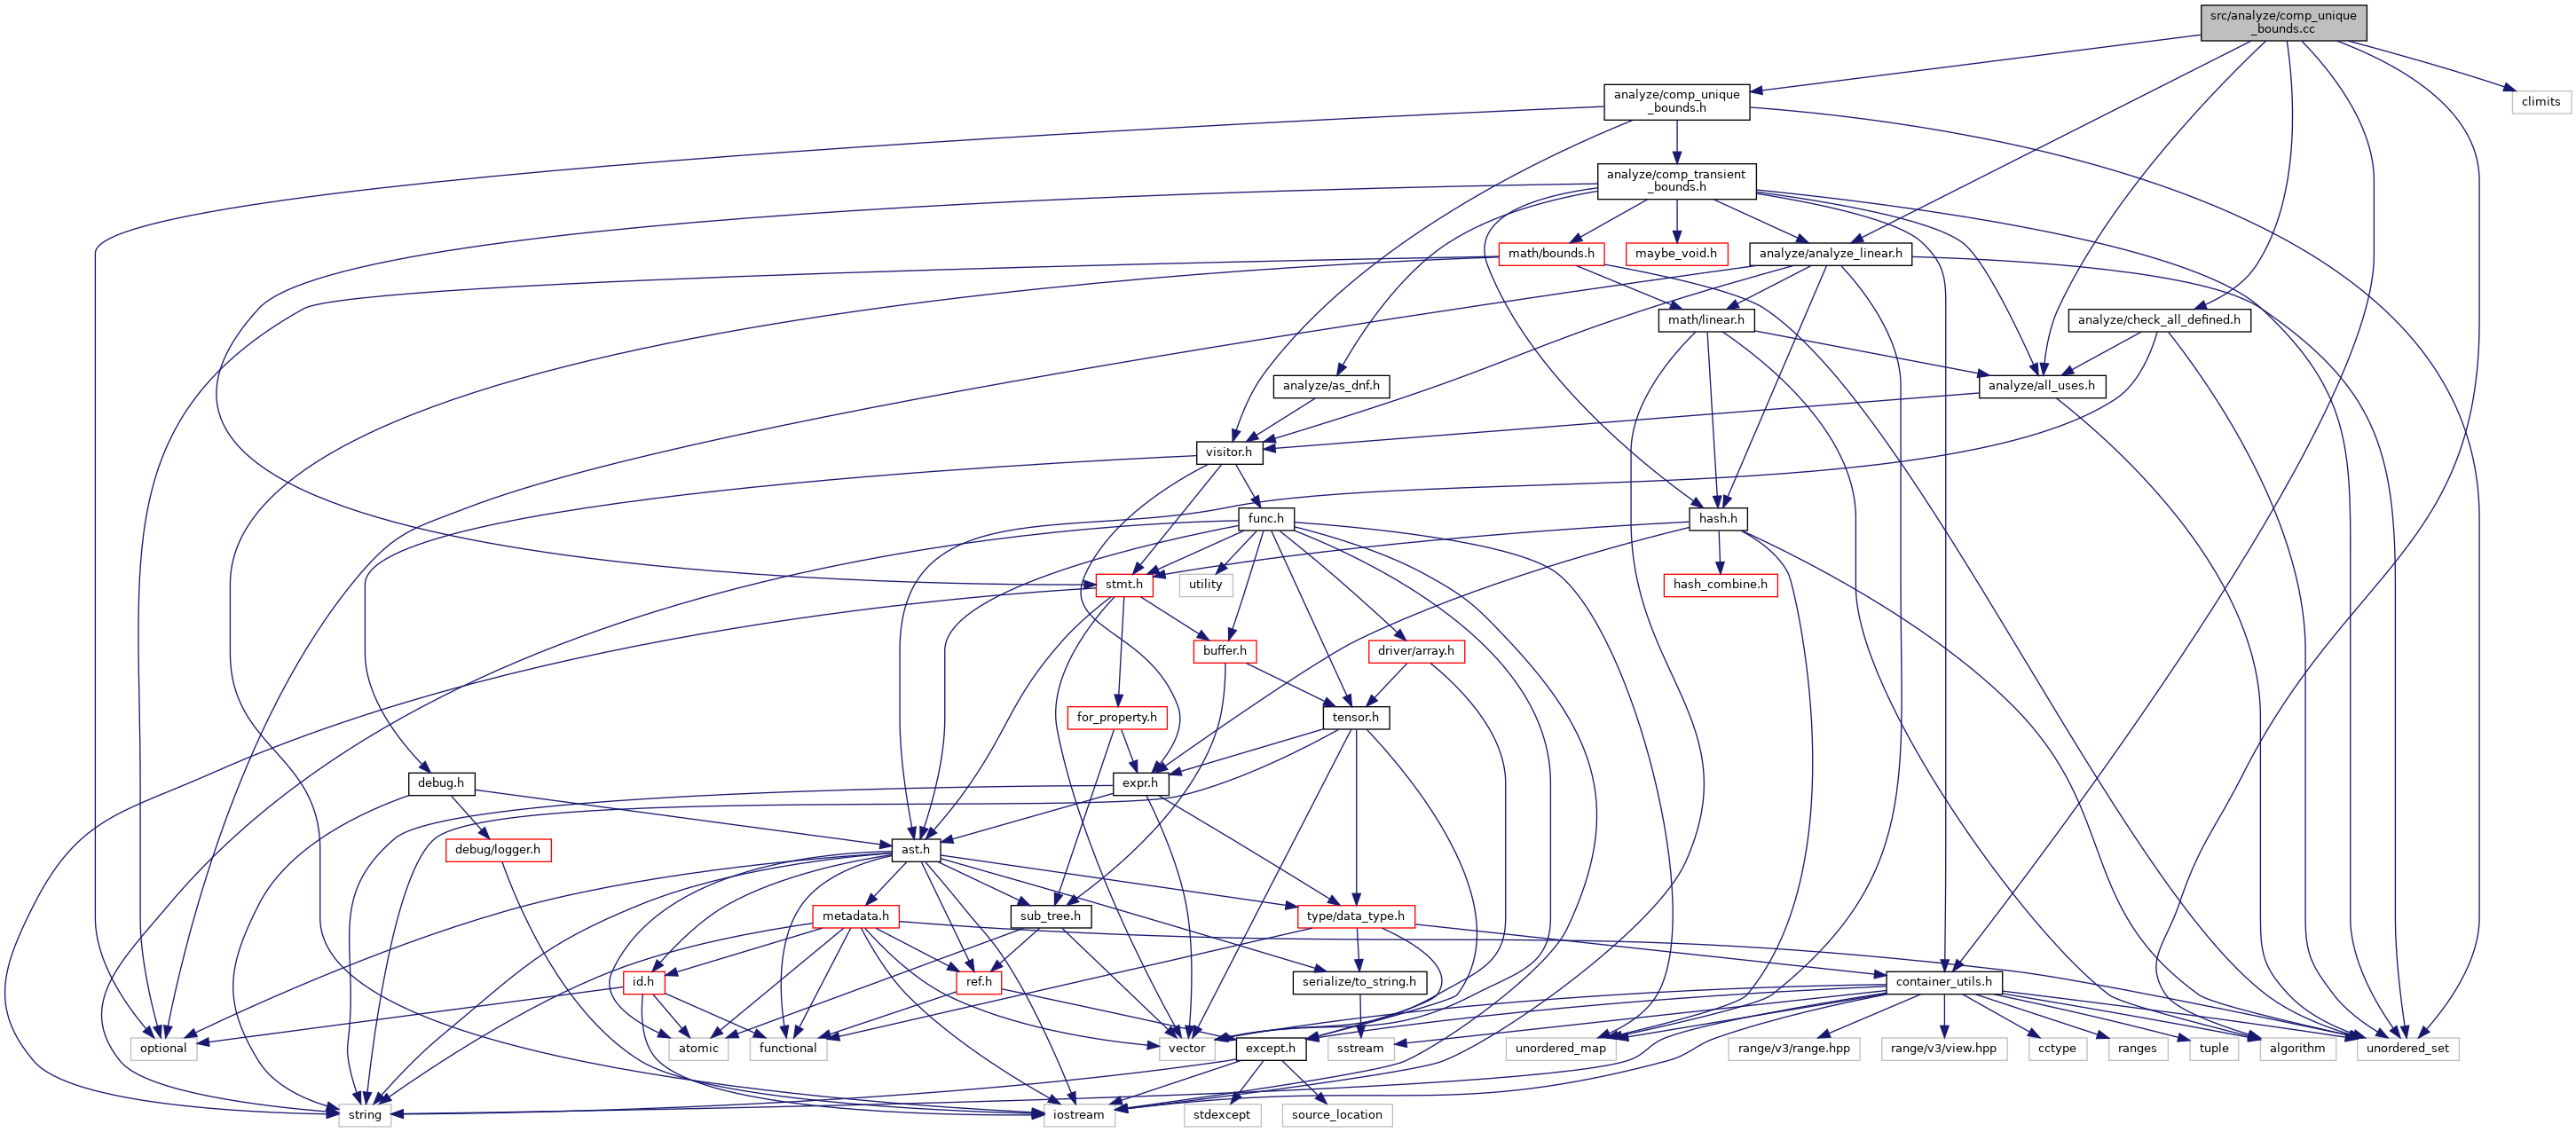 src/analyze/comp_unique
_bounds.cc
analyze/comp_unique
_bounds.h
climits
analyze/comp_transient
_bounds.h
math/bounds.h
maybe_void.h
analyze/analyze_linear.h
math/linear.h
analyze/check_all_defined.h
analyze/as_dnf.h
analyze/all_uses.h
visitor.h
func.h
hash.h
stmt.h
utility
hash_combine.h
buffer.h
driver/array.h
for_property.h
tensor.h
debug.h
expr.h
debug/logger.h
ast.h
metadata.h
sub_tree.h
type/data_type.h
id.h
ref.h
serialize/to_string.h
container_utils.h
optional
atomic
functional
vector
except.h
sstream
unordered_map
range/v3/range.hpp
range/v3/view.hpp
cctype
ranges
tuple
algorithm
unordered_set
string
iostream
stdexcept
source_location